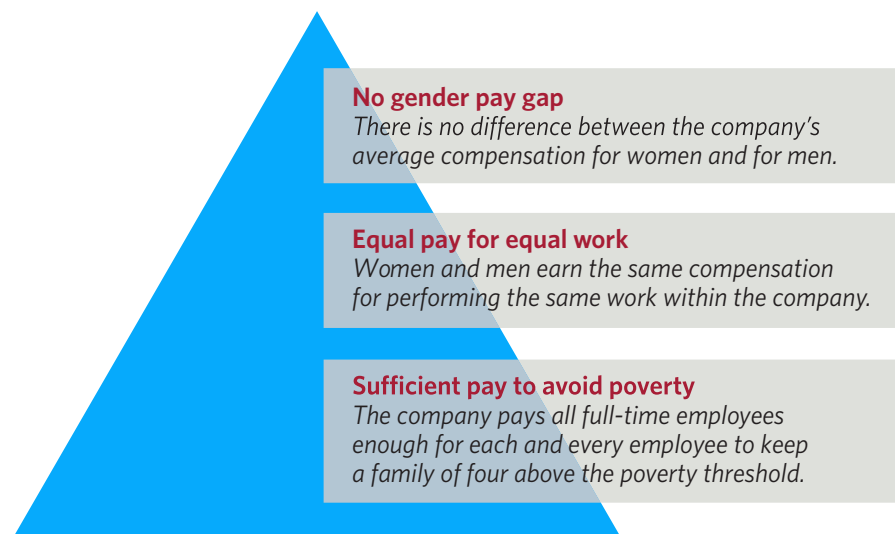 No gender pay gap
There is no difference between the company’s
average compensation for women and for men.
Equal pay for equal work
Women and men earn the same compensation
for performing the same work within the company.
Sufficient pay to avoid poverty
The company pays all full-time employees
enough for each and every employee to keep
a family of four above the poverty threshold.